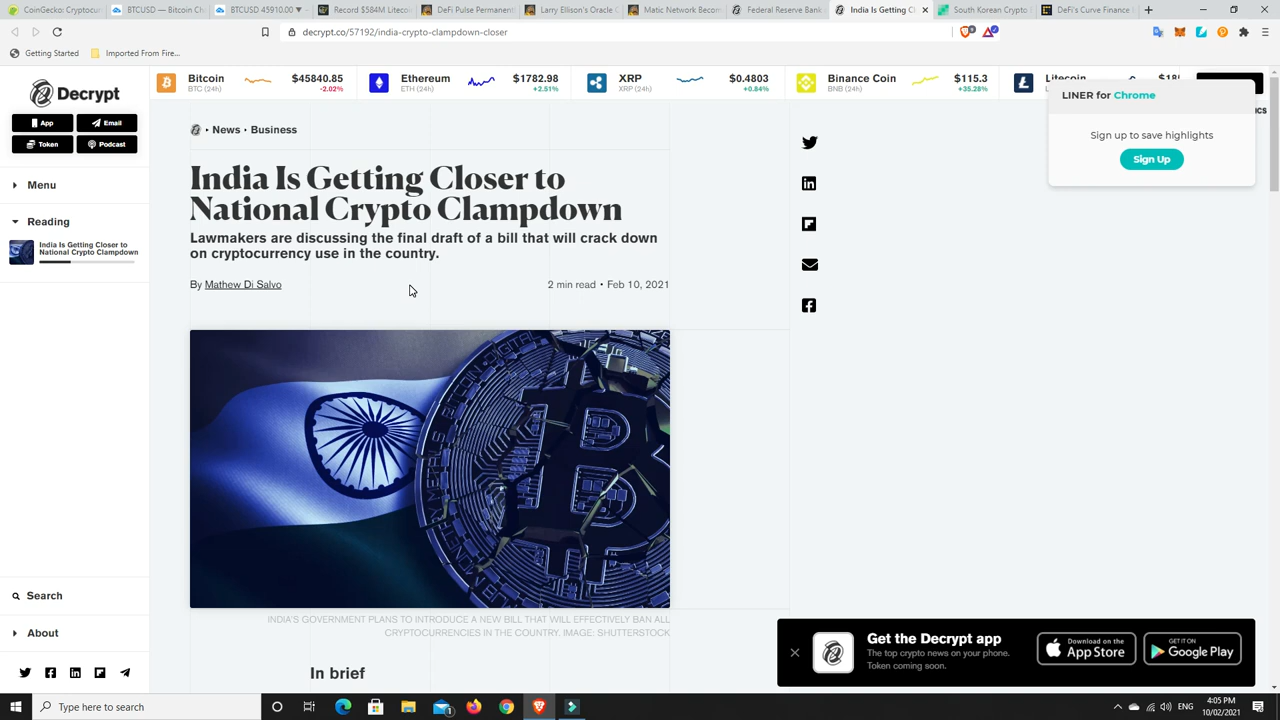 CoinGecko: Cryptocurr
BTCUSD — Bitcoin Ch
BTCUSD 45910.00 ▼
Record $584M Liteco
DeFi Pulse Permanent
Larry Ellison's Oracle
Matic Network Becom
Federal Reserve Bank
India Is Getting Cl
South Korean Crypto
DeFi's Curve Finance
decrypt.co/57192/india-crypto-clampdown-closer
Getting Started
Imported From Fire...
Decrypt
App
Email
Token
Podcast
Menu
Reading
India Is Getting Closer to
National Crypto Clampdown
Search
About
Bitcoin
BTC (24h)
$45840.85
-2.02%
Ethereum
ETH (24h)
$1782.98
+2.51%
XRP
XRP (24h)
$0.4803
+0.84%
Binance Coin
BNB (24h)
$115.3
+35.28%
Litecoin
News • Business
India Is Getting Closer to
National Crypto Clampdown
Lawmakers are discussing the final draft of a bill that will crack down
on cryptocurrency use in the country.
By Mathew Di Salvo
2 min read • Feb 10, 2021
INDIA'S GOVERNMENT PLANS TO INTRODUCE A NEW BILL THAT WILL EFFECTIVELY BAN ALL
CRYPTOCURRENCIES IN THE COUNTRY. IMAGE: SHUTTERSTOCK
In brief
LINER for Chrome
Sign up to save highlights
Sign Up
Get the Decrypt app
The top crypto news on your phone.
Token coming soon.
Download on the
App Store
GET IT ON
Google Play
Type here to search
ENG
4:05 PM
10/02/2021